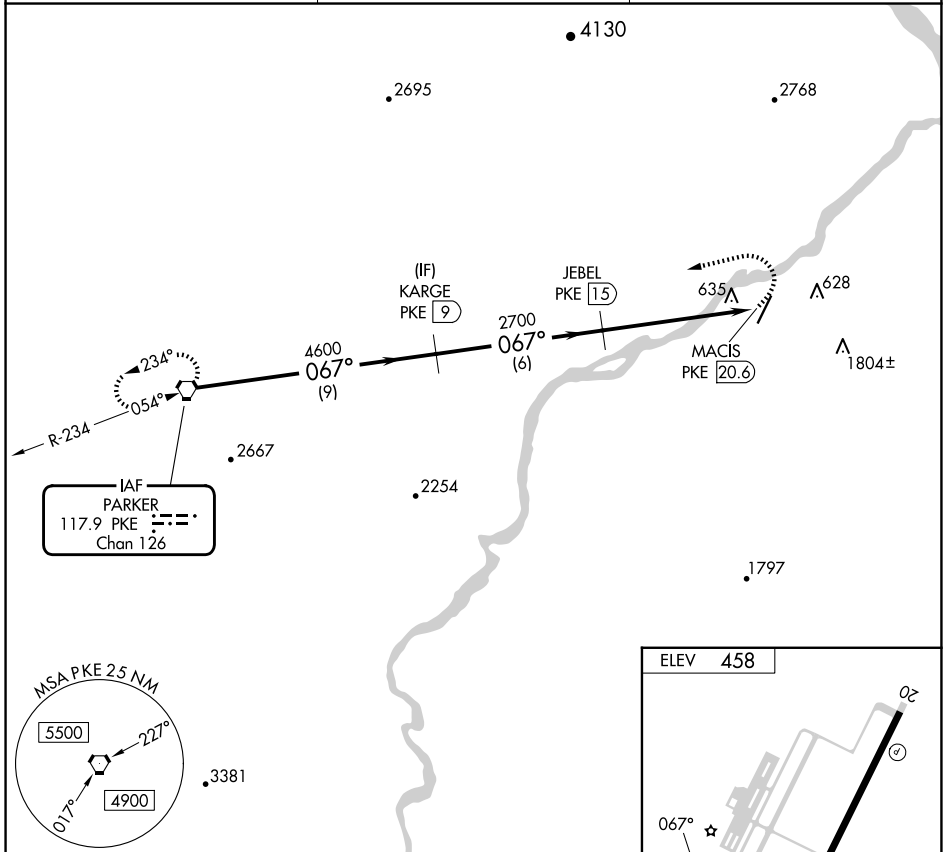 4130
2695
2768
(IF)
KARGE
PKE 9
JEBEL
PKE 15
635
628
4600
067°
(9)
2700
067°
(6)
MACIS
PKE 20.6
1804±
234°
054°
R-234
2667
2254
IAF
PARKER
117.9 PKE
Chan 126
1797
MSA PKE 25 NM
5500
227°
4900
017°
3381
ELEV 458
20
P
067°